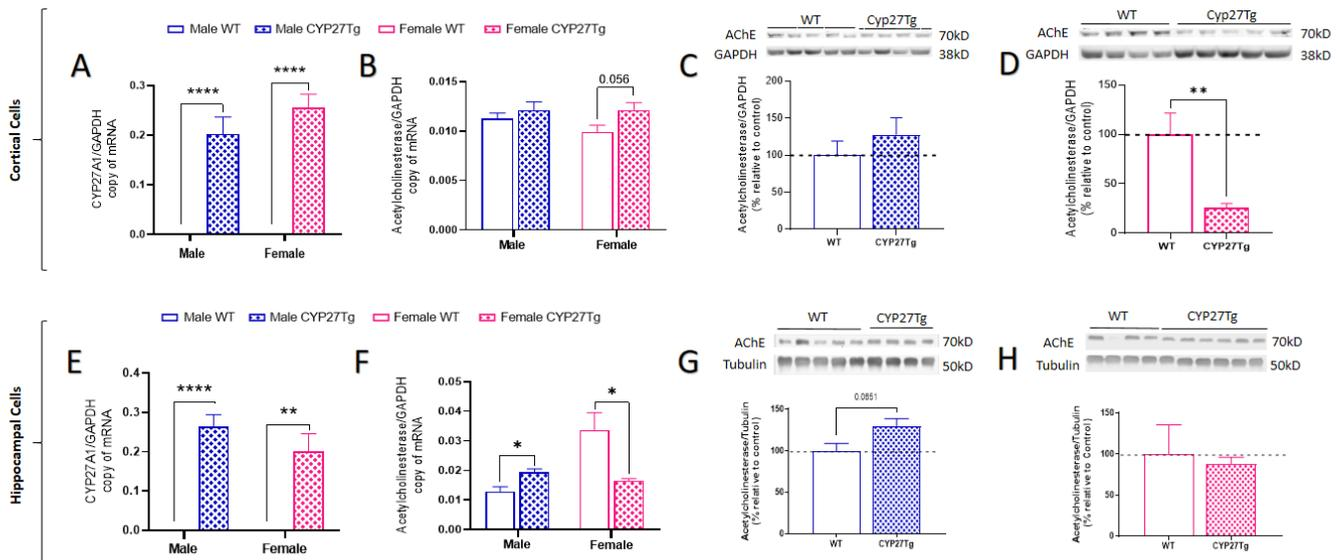 Cortical Cells
Male WT Male CYP27Tg Female WT Female CYP27Tg
A
CYP27A1/GAPDH
copy of mRNA
0.3
0.2
0.1
0.0
****
****
Male Female
B
Acetylcholinesterase/GAPDH
copy of mRNA
0.015
0.010
0.005
0.000
0.056
Male Female
C
WT Cyp27Tg
AChE 70kD
GAPDH 38kD
Acetylcholinesterase/GAPDH
(% relative to control)
200
150
100
50
0
WT CYP27Tg
D
WT Cyp27Tg
AChE 70kD
GAPDH 38kD
Acetylcholinesterase/GAPDH
(% relative to control)
150
100
50
0
**
WT CYP27Tg
Hippocampal Cells
Male WT Male CYP27Tg Female WT Female CYP27Tg
E
CYP27A1/GAPDH
copy of mRNA
0.4
0.3
0.2
0.1
0.0
****
**
Male Female
F
Acetylcholinesterase/GAPDH
copy of mRNA
0.05
0.04
0.03
0.02
0.01
0.00
*
*
Male Female
G
WT CYP27Tg
AChE 70kD
Tubulin 50kD
Acetylcholinesterase/Tubulin
(% relative to control)
150
100
50
0
0.0851
WT CYP27Tg
H
WT CYP27Tg
AChE 70kD
Tubulin 50kD
Acetylcholinesterase/Tubulin
(% relative to Control)
150
100
50
0
WT CYP27Tg